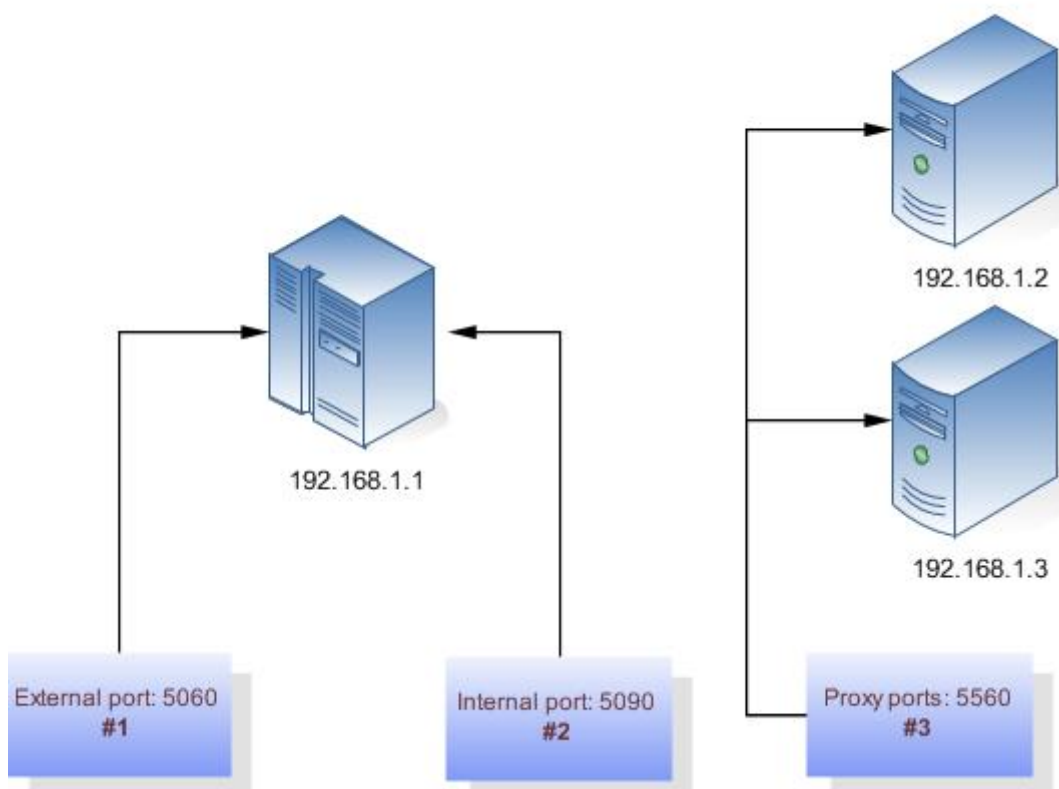 192.168.1.2
192.168.1.1
192.168.1.3
External port: 5060
#1
Internal port: 5090
#2
Proxy ports: 5560
#3